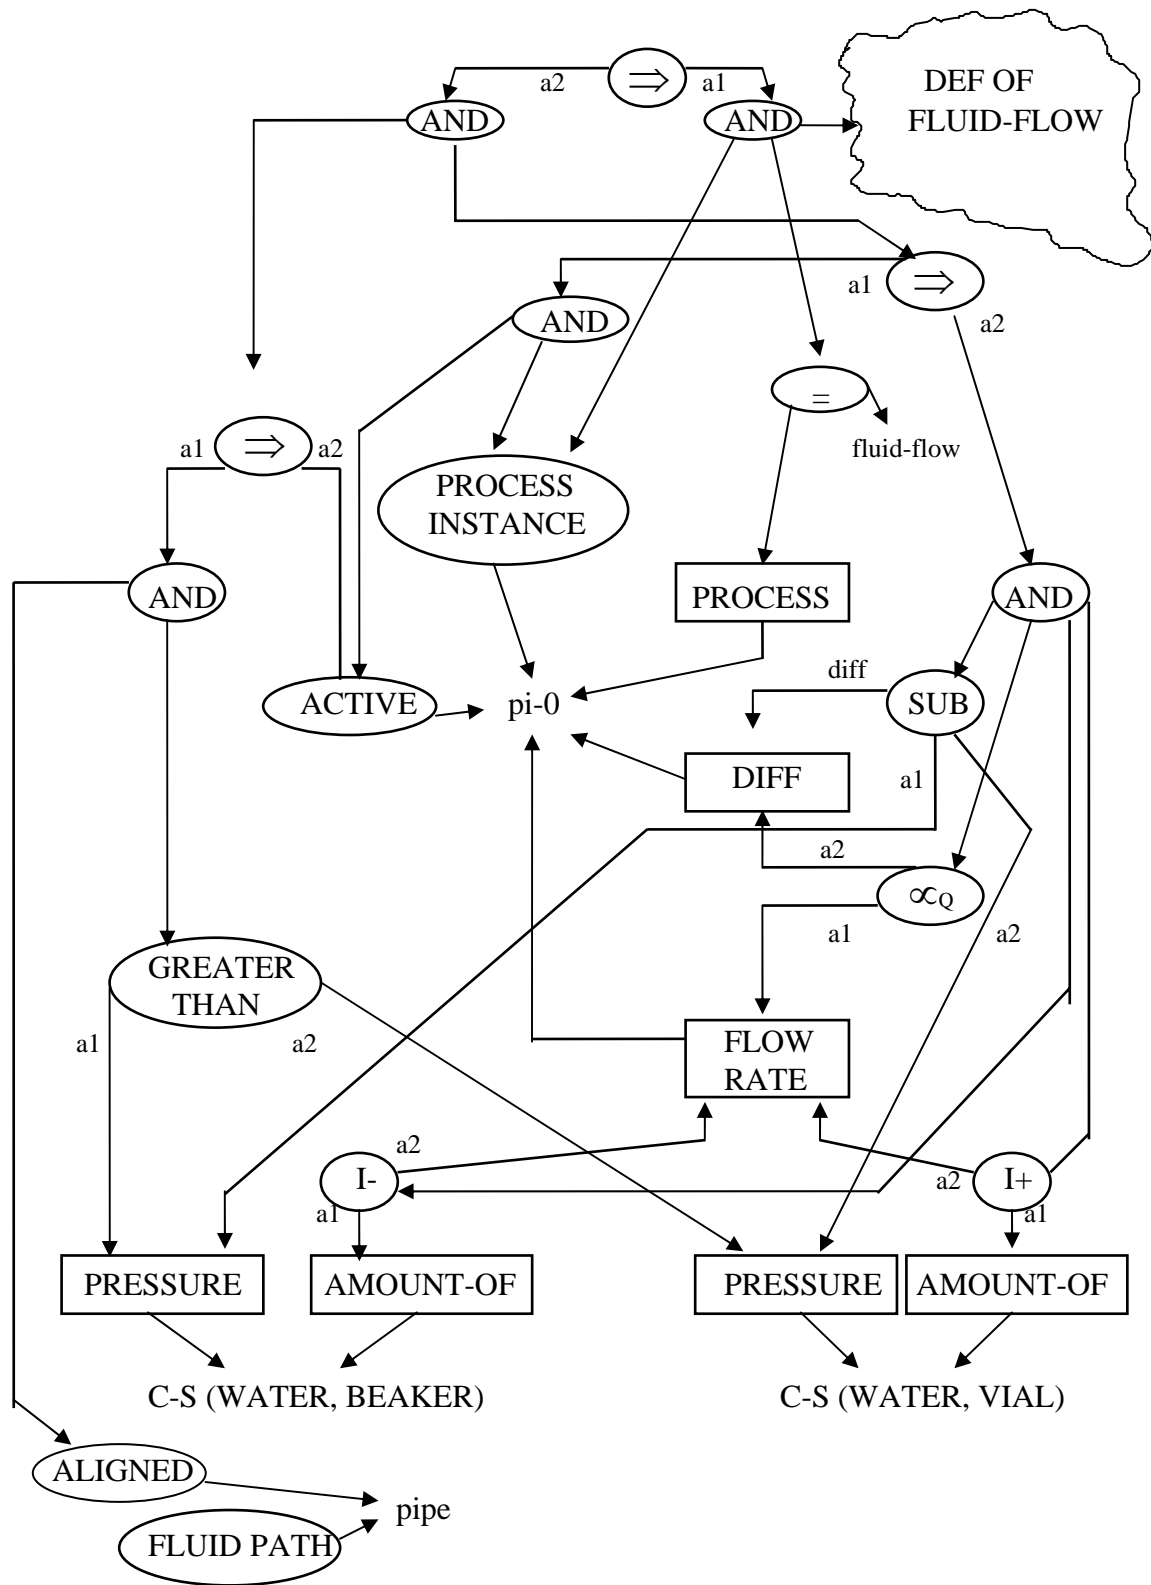 a2
⇒
a1
DEF OF
FLUID-FLOW
AND
AND
a1
⇒
a2
AND
=
fluid-flow
a1
⇒
a2
PROCESS
INSTANCE
AND
PROCESS
AND
ACTIVE
pi-0
diff
SUB
DIFF
a1
a2
∝Q
a1
a2
GREATER
THAN
a1
a2
FLOW
RATE
a2
I-
a1
a2
I+
a1
PRESSURE
AMOUNT-OF
PRESSURE
AMOUNT-OF
C-S (WATER, BEAKER)
C-S (WATER, VIAL)
ALIGNED
pipe
FLUID PATH